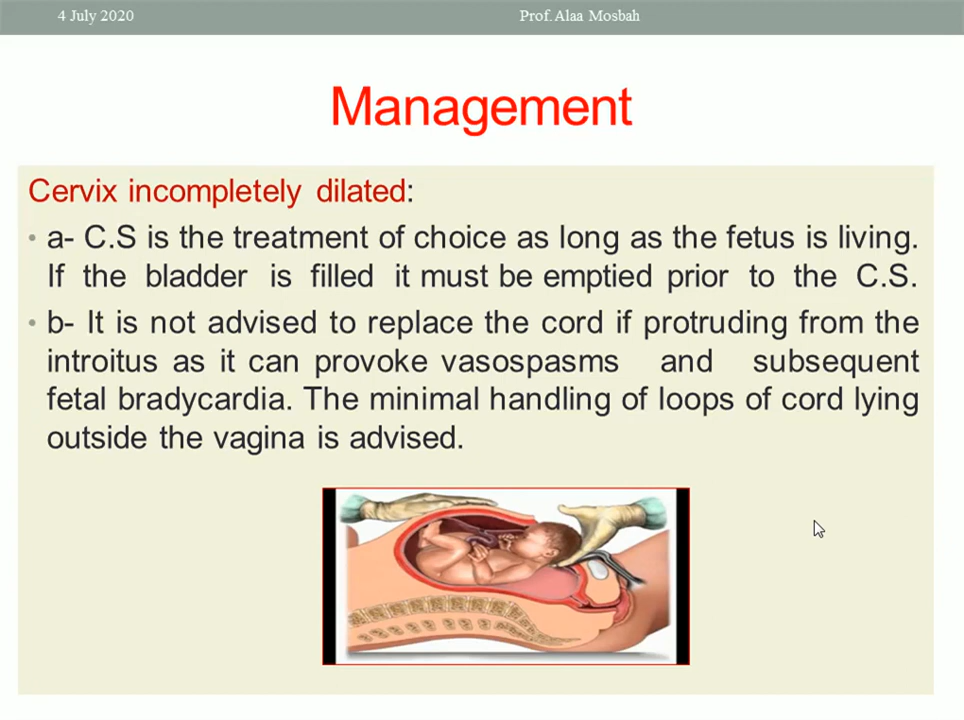 4 July 2020
Prof.Alaa Mosbah
Management
Cervix incompletely dilated:
• a- C.S is the treatment of choice as long as the fetus is living.
If the bladder is filled it must be emptied prior to the C.S.
• b- It is not advised to replace the cord if protruding from the
introitus as it can provoke vasospasms and subsequent
fetal bradycardia. The minimal handling of loops of cord lying
outside the vagina is advised.